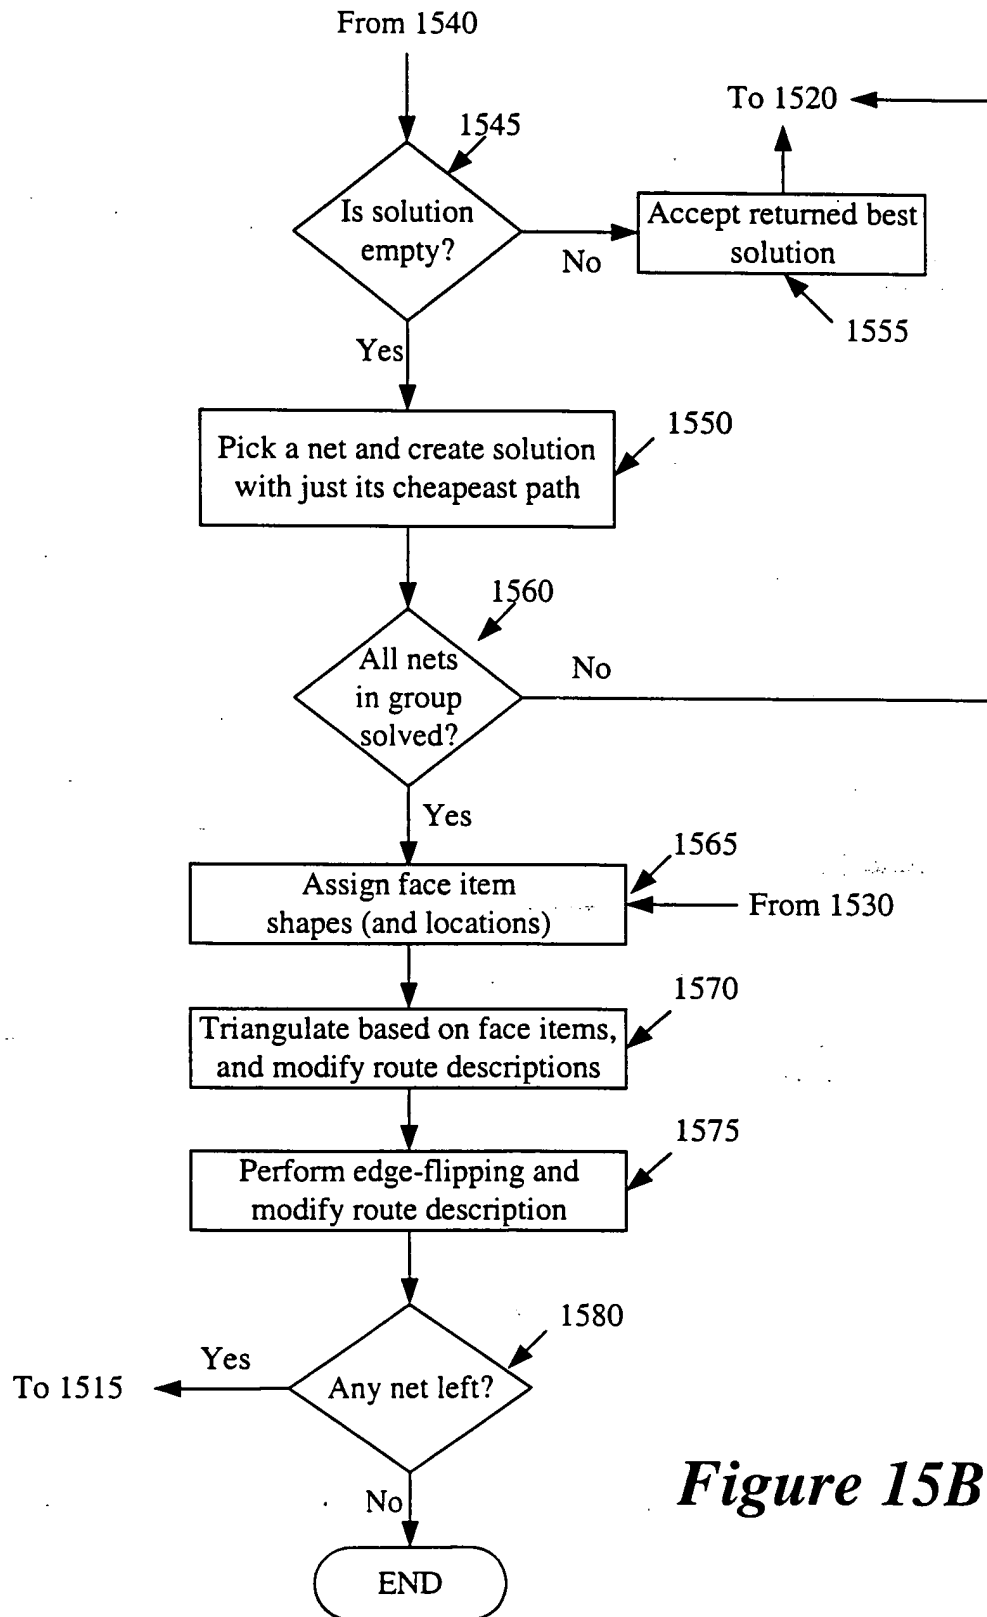 From 1540
To 1520
1545
Is solution
empty?
No
Accept returned best
solution
1555
Yes
1550
Pick a net and create solution
with just its cheapeast path
1560
All nets
in group
solved?
No
Yes
1565
Assign face item
shapes (and locations)
From 1530
1570
Triangulate based on face items,
and modify route descriptions
1575
Perform edge-flipping and
modify route description
1580
Yes
To 1515
Any net left?
Figure 15B
No
END